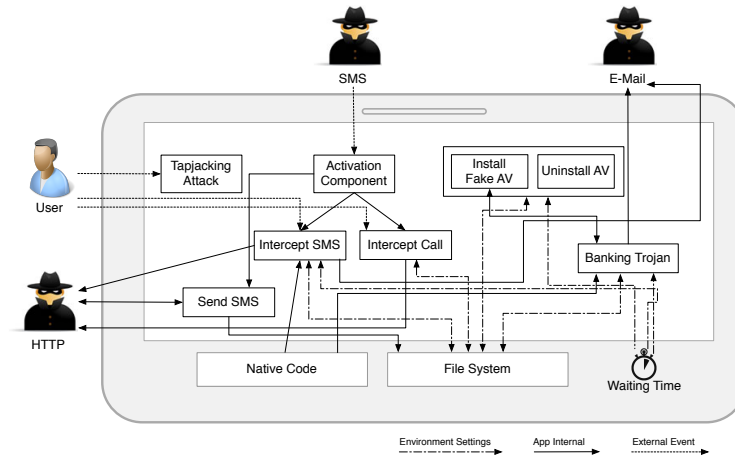 SMS
E-Mail
Tapjacking
Attack
Activation
Component
Install
Fake AV
Uninstall AV
User
Intercept SMS
Intercept Call
Banking Trojan
Send SMS
HTTP
Native Code
File System
Waiting Time
Environment Settings
App Internal
External Event